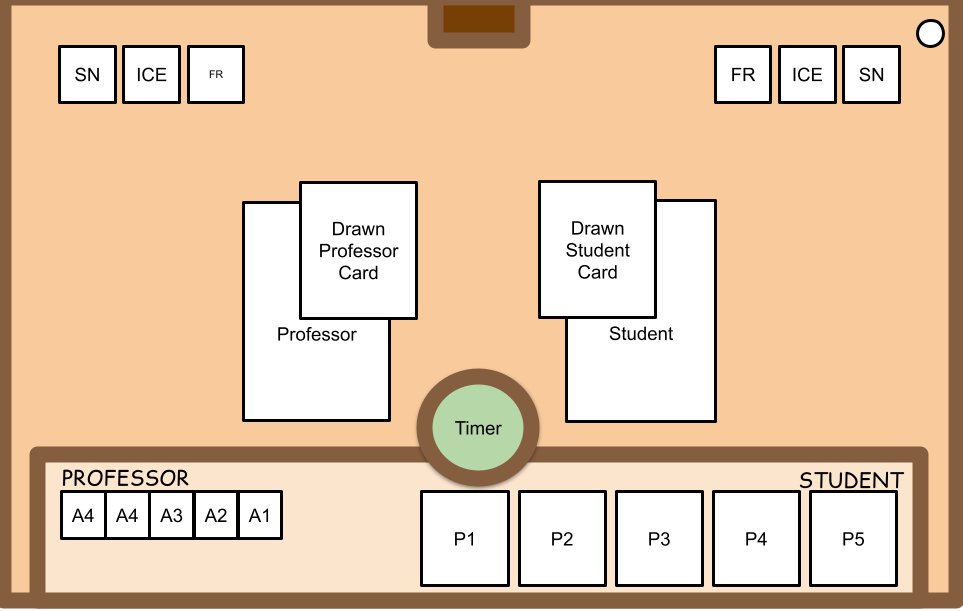 SN ICE FR
FR ICE SN
Drawn
Professor
Card
Professor
Drawn
Student
Card
Student
Timer
PROFESSOR
A4 A4 A3 A2 A1
STUDENT
P1 P2 P3 P4 P5